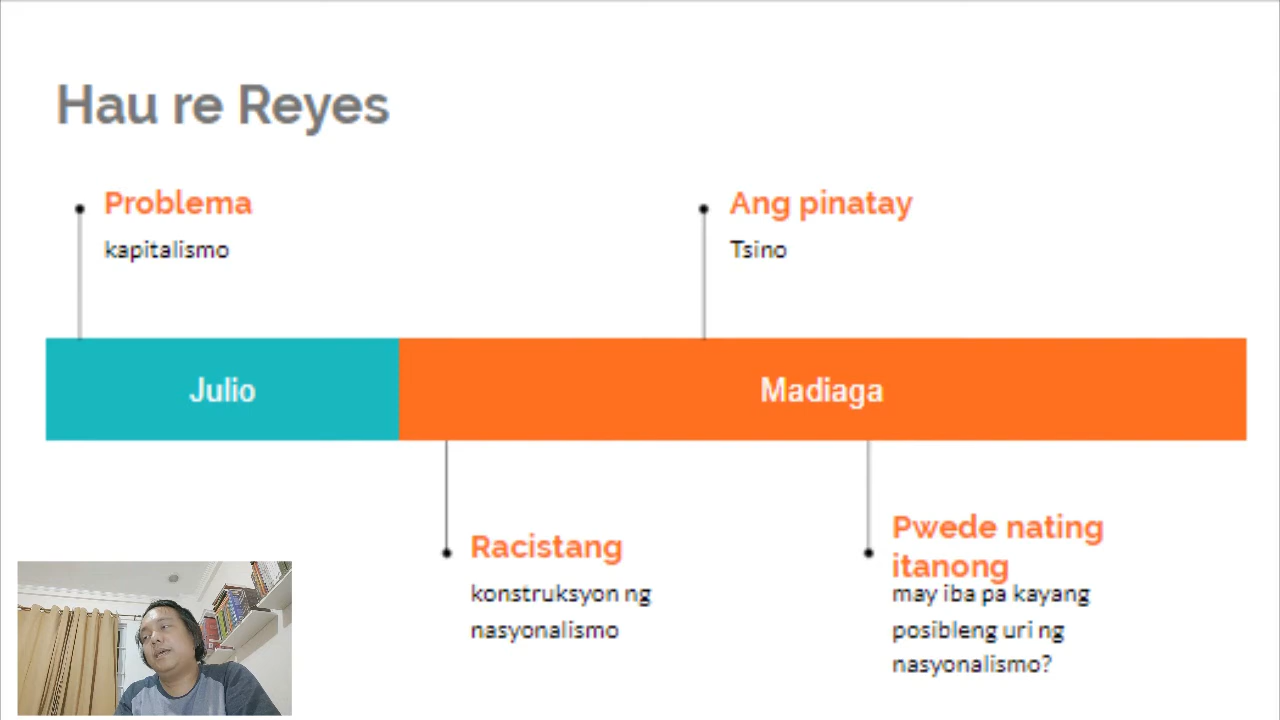 Hau re Reyes
Problema
kapitalismo
Ang pinatay
Tsino
Julio
Madiaga
Racistang
konstruksyon ng
nasyonalismo
Pwede nating
itanong
may iba pa kayang
posibleng uri ng
nasyonalismo?